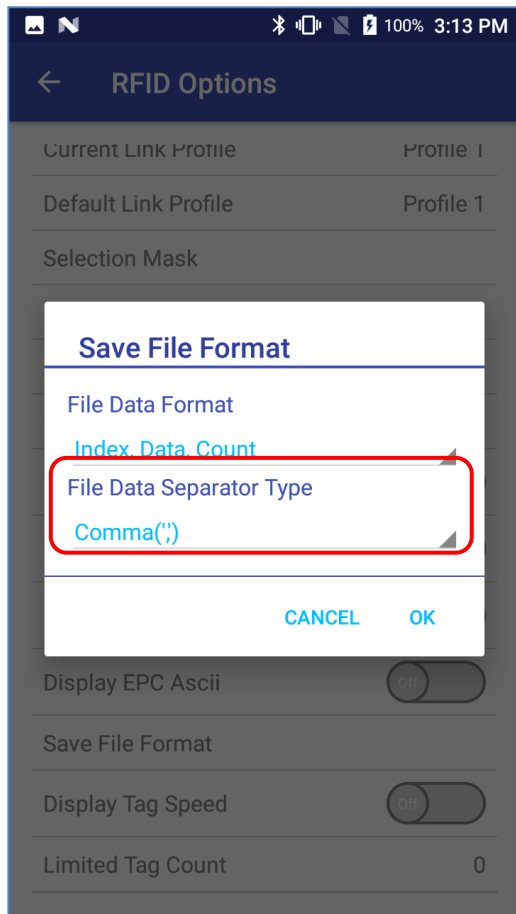 100% 3:13 PM
RFID Options
Current Link Profile Profile 1
Default Link Profile Profile 1
Selection Mask
Save File Format
File Data Format
Index, Data, Count
File Data Separator Type
Comma(',')
CANCEL OK
Display EPC Ascii Off
Save File Format
Display Tag Speed Off
Limited Tag Count 0